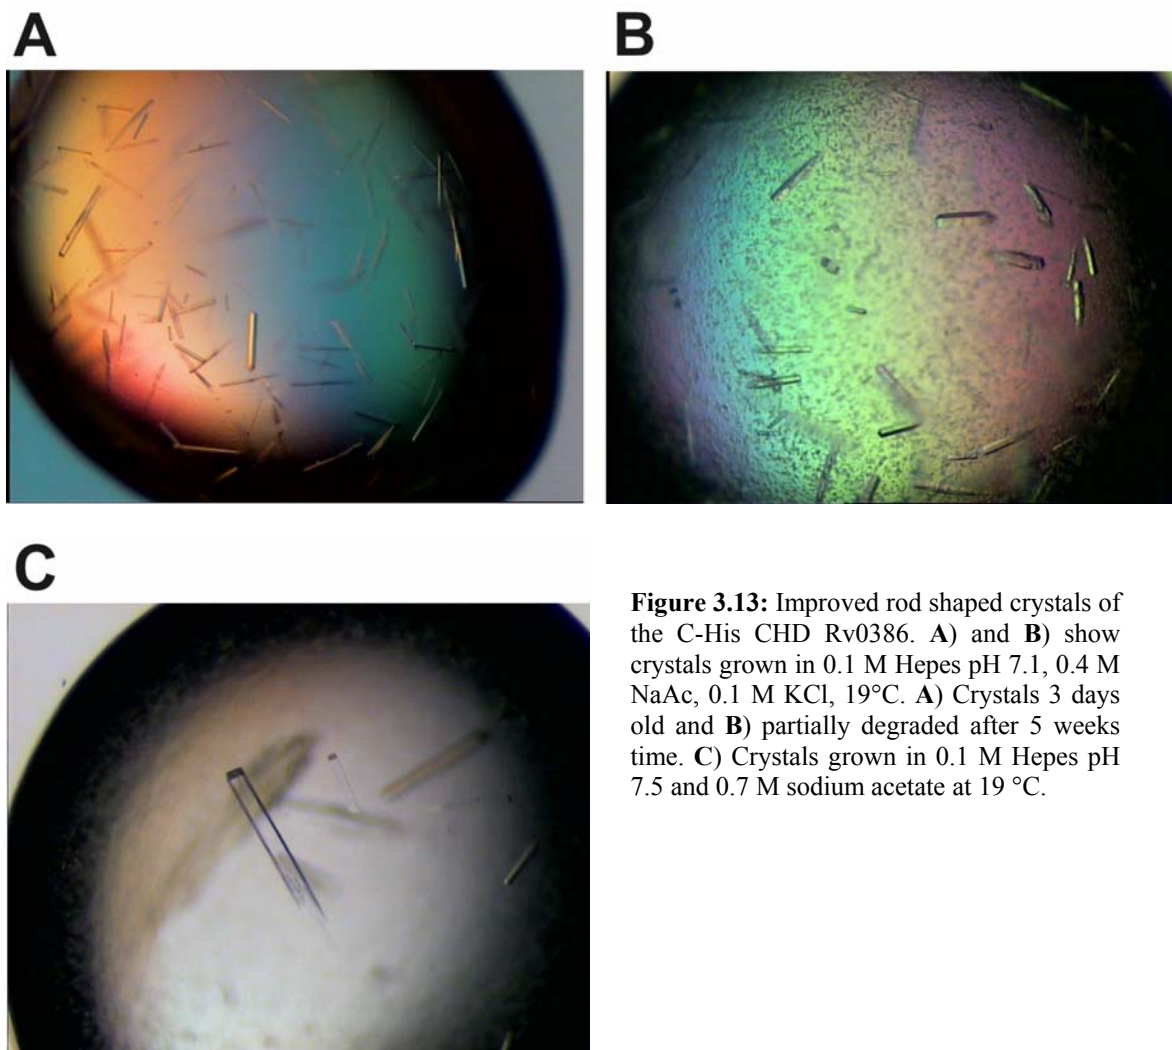 A
B
C
Figure 3.13: Improved rod shaped crystals of
the C-His CHD Rv0386. A) and B) show
crystals grown in 0.1 M Hepes pH 7.1, 0.4 M
NaAc, 0.1 M KCl, 19°C. A) Crystals 3 days
old and B) partially degraded after 5 weeks
time. C) Crystals grown in 0.1 M Hepes pH
7.5 and 0.7 M sodium acetate at 19 °C.